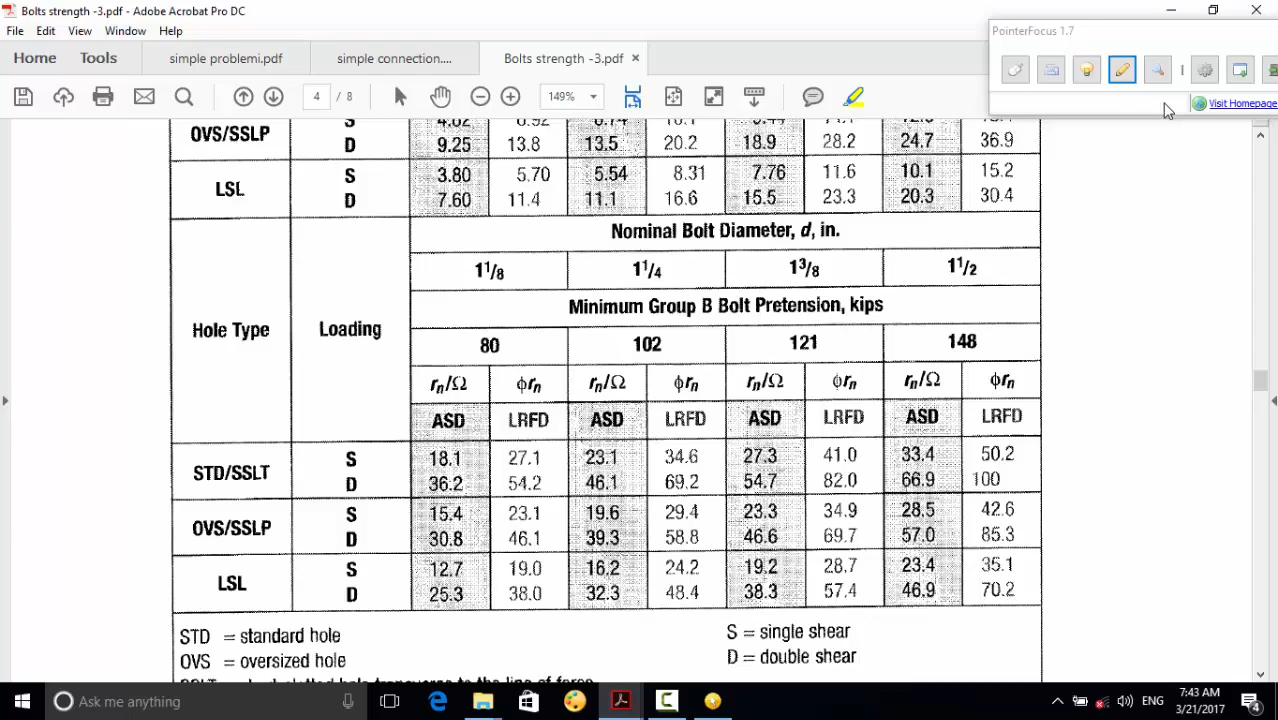 Bolts strength -3.pdf - Adobe Acrobat Pro DC
File Edit View Window Help
PointerFocus 1.7
Home Tools simple problemi.pdf simple connection.... Bolts strength -3.pdf ×
4 / 8 149%
Visit Homepage
OVS/SSLP S
D 9.25 13.8 13.5 20.2 18.9 28.2 24.7 36.9
LSL S 3.80 5.70 5.54 8.31 7.76 11.6 10.1 15.2
D 7.60 11.4 11.1 16.6 15.5 23.3 20.3 30.4
Hole Type Loading Nominal Bolt Diameter, d, in.
1 1/8 1 1/4 1 3/8 1 1/2
Minimum Group B Bolt Pretension, kips
80 102 121 148
rn/Ω ϕrn rn/Ω ϕrn rn/Ω ϕrn rn/Ω ϕrn
ASD LRFD ASD LRFD ASD LRFD ASD LRFD
STD/SSLT S 18.1 27.1 23.1 34.6 27.3 41.0 33.4 50.2
D 36.2 54.2 46.1 69.2 54.7 82.0 66.9 100
OVS/SSLP S 15.4 23.1 19.6 29.4 23.3 34.9 28.5 42.6
D 30.8 46.1 39.3 58.8 46.6 69.7 57.0 85.3
LSL S 12.7 19.0 16.2 24.2 19.2 28.7 23.4 35.1
D 25.3 38.0 32.3 48.4 38.3 57.4 46.9 70.2
STD = standard hole
OVS = oversized hole
S = single shear
D = double shear
Ask me anything
ENG
7:43 AM
3/21/2017
4